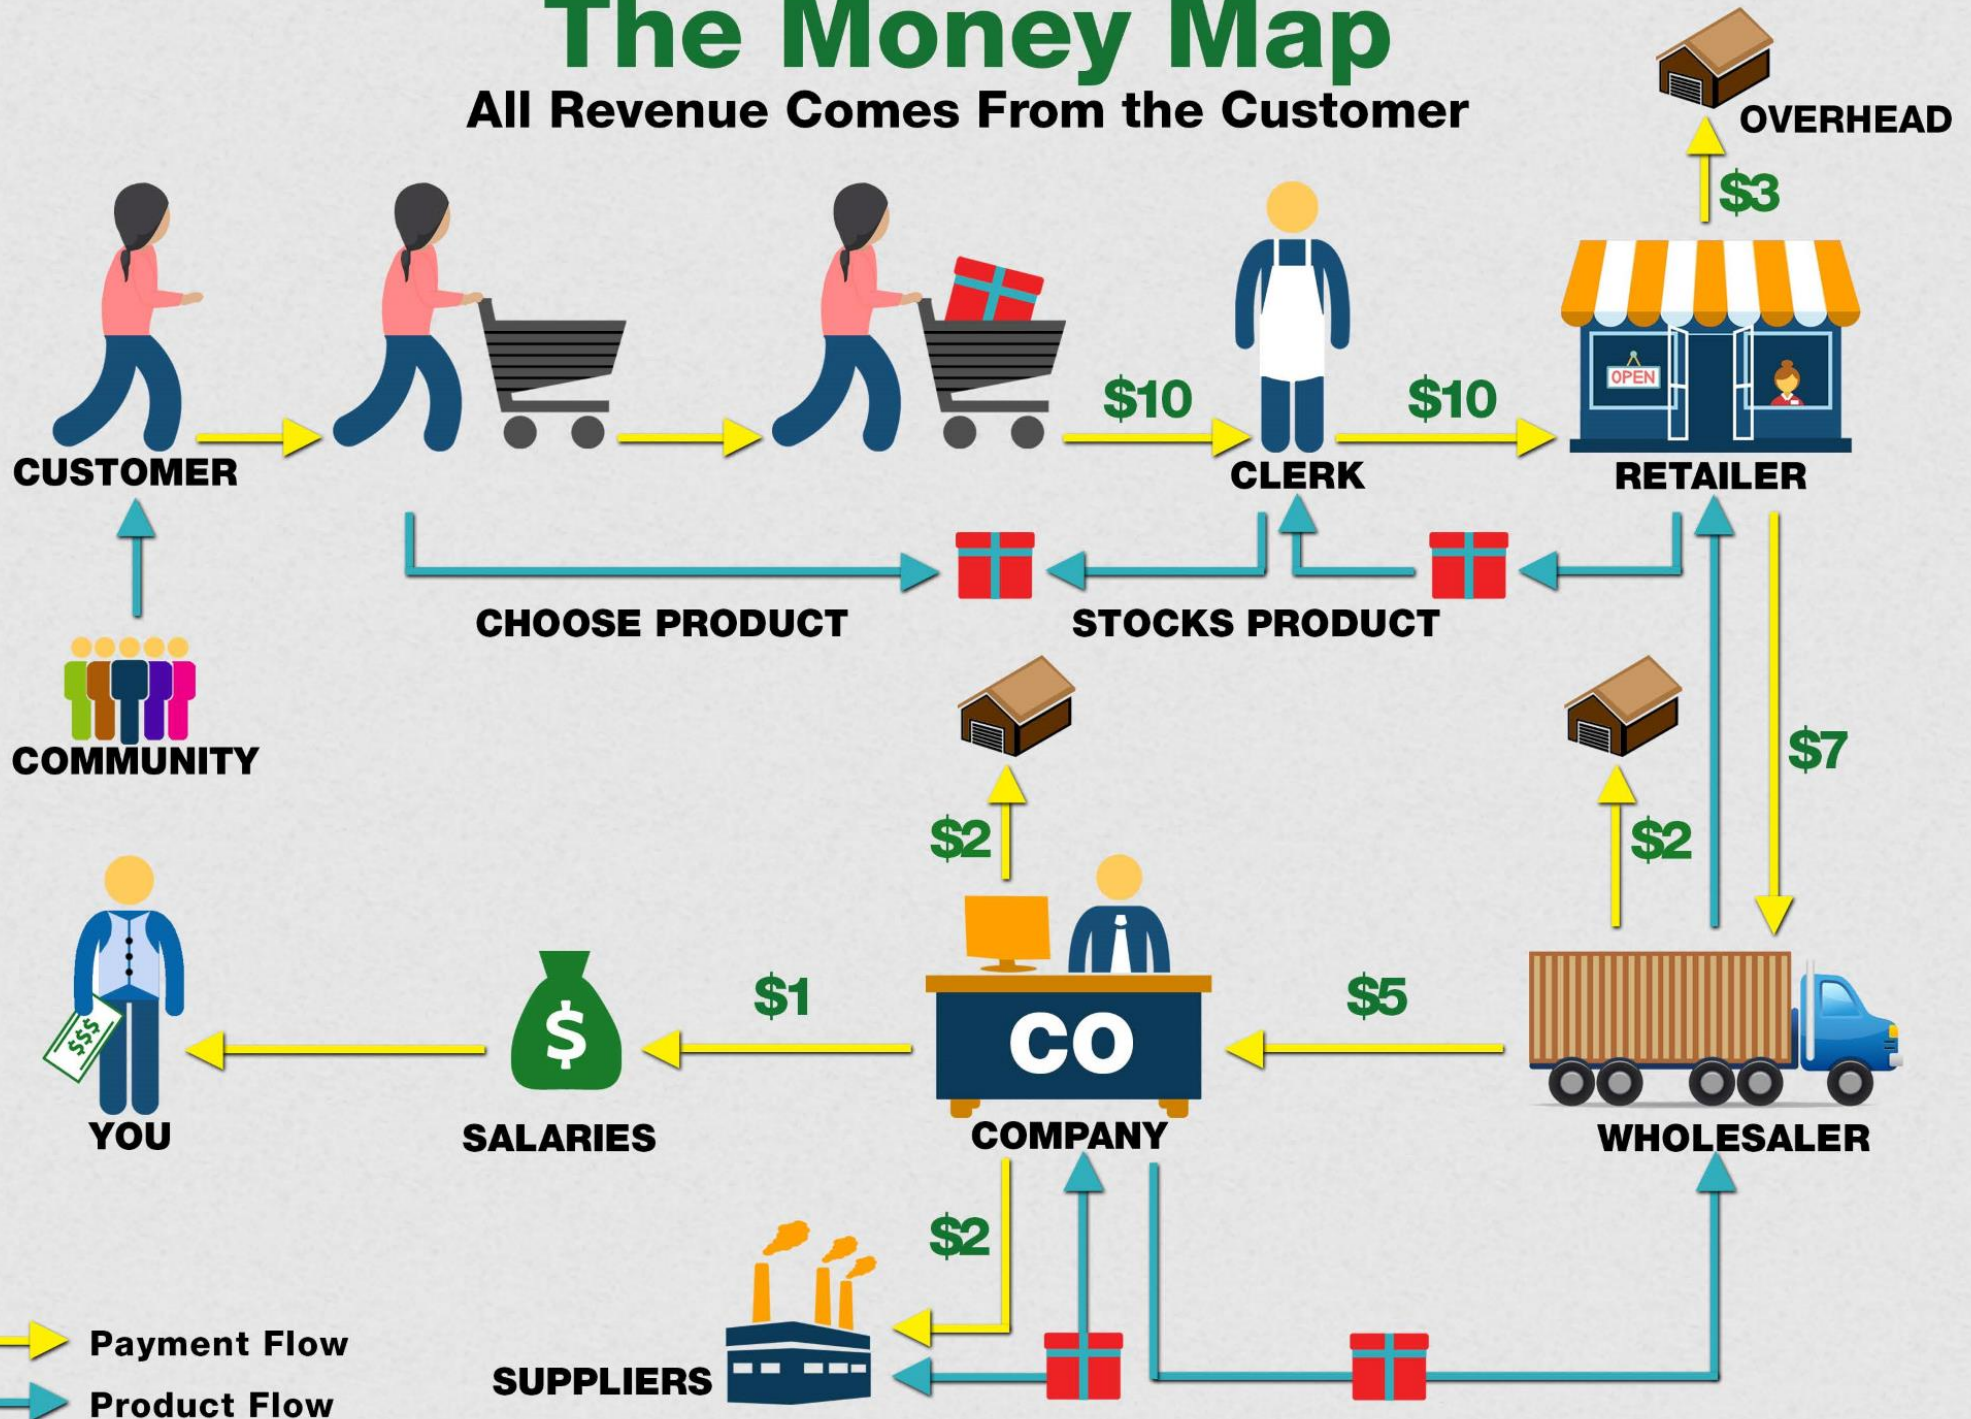 The Money Map
All Revenue Comes From the Customer
OVERHEAD
$3
$10
$10
OPEN
CUSTOMER
CLERK
RETAILER
CHOOSE PRODUCT
STOCKS PRODUCT
COMMUNITY
$7
$2
$2
$$$
$
$1
CO
$5
YOU
SALARIES
COMPANY
WHOLESALER
$2
SUPPLIERS
Payment Flow
Product Flow